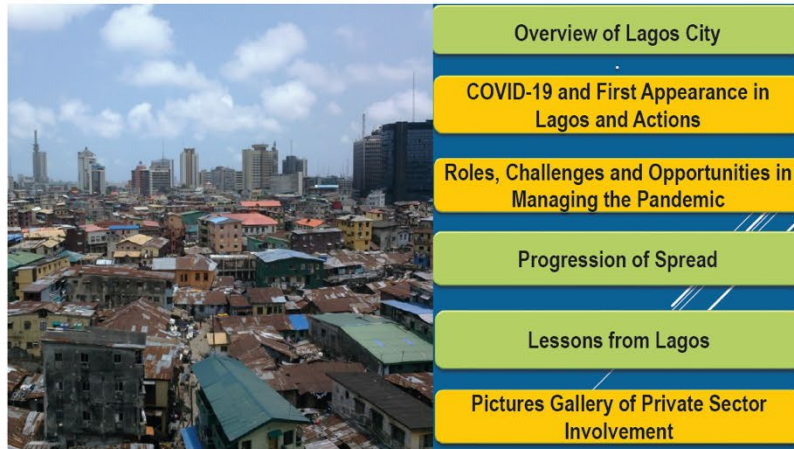 Overview of Lagos City
COVID-19 and First Appearance in
Lagos and Actions
Roles, Challenges and Opportunities in
Managing the Pandemic
Progression of Spread
Lessons from Lagos
Pictures Gallery of Private Sector
Involvement